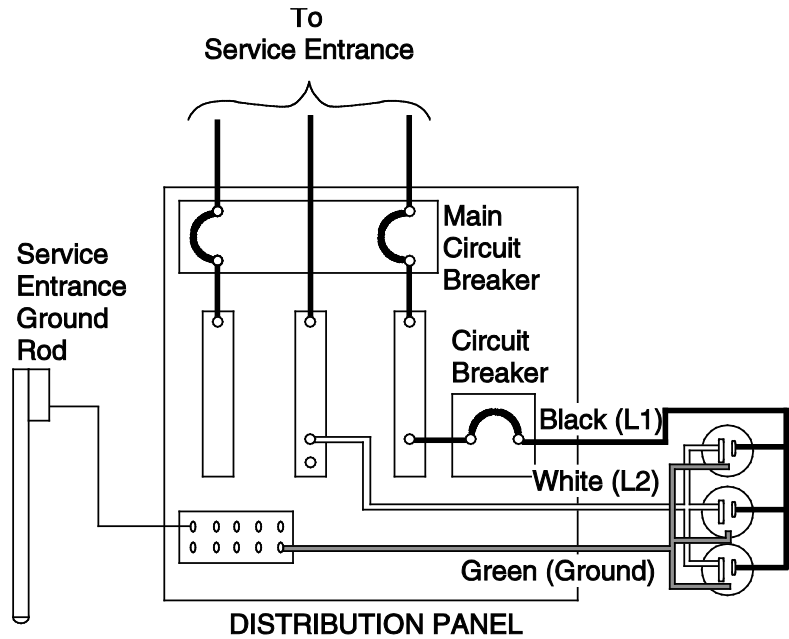 To
Service Entrance
Main
Circuit
Breaker
Service
Entrance
Ground
Rod
Circuit
Breaker
Black (L1)
White (L2)
Green (Ground)
DISTRIBUTION PANEL